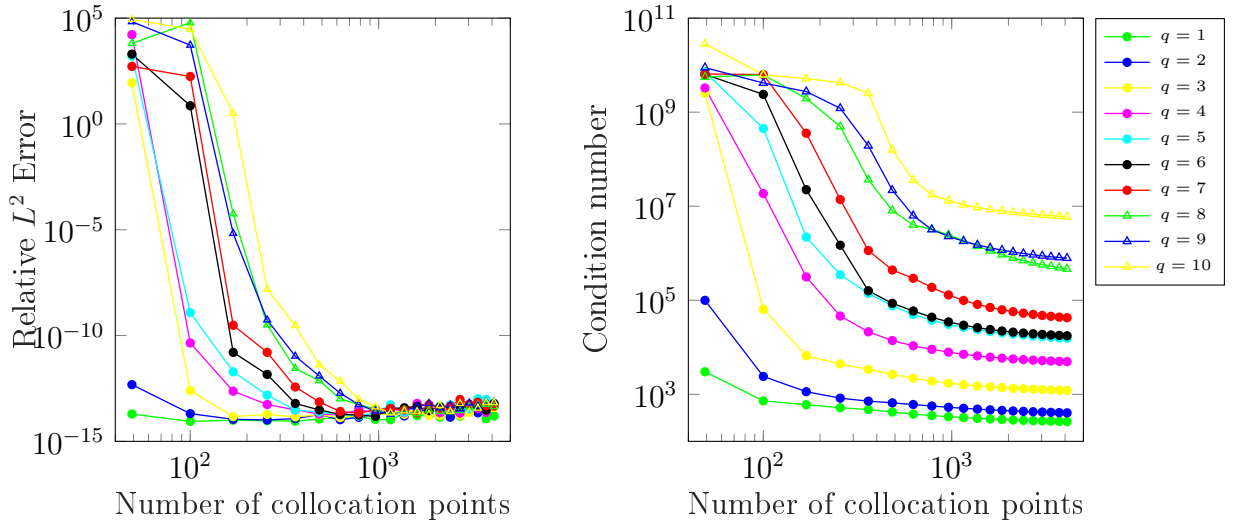 10^5
10^0
10^−5
10^−10
10^−15
10^2
10^3
Relative L^2 Error
Number of collocation points
10^11
10^9
10^7
10^5
10^3
10^2
10^3
Condition number
Number of collocation points
q = 1
q = 2
q = 3
q = 4
q = 5
q = 6
q = 7
q = 8
q = 9
q = 10